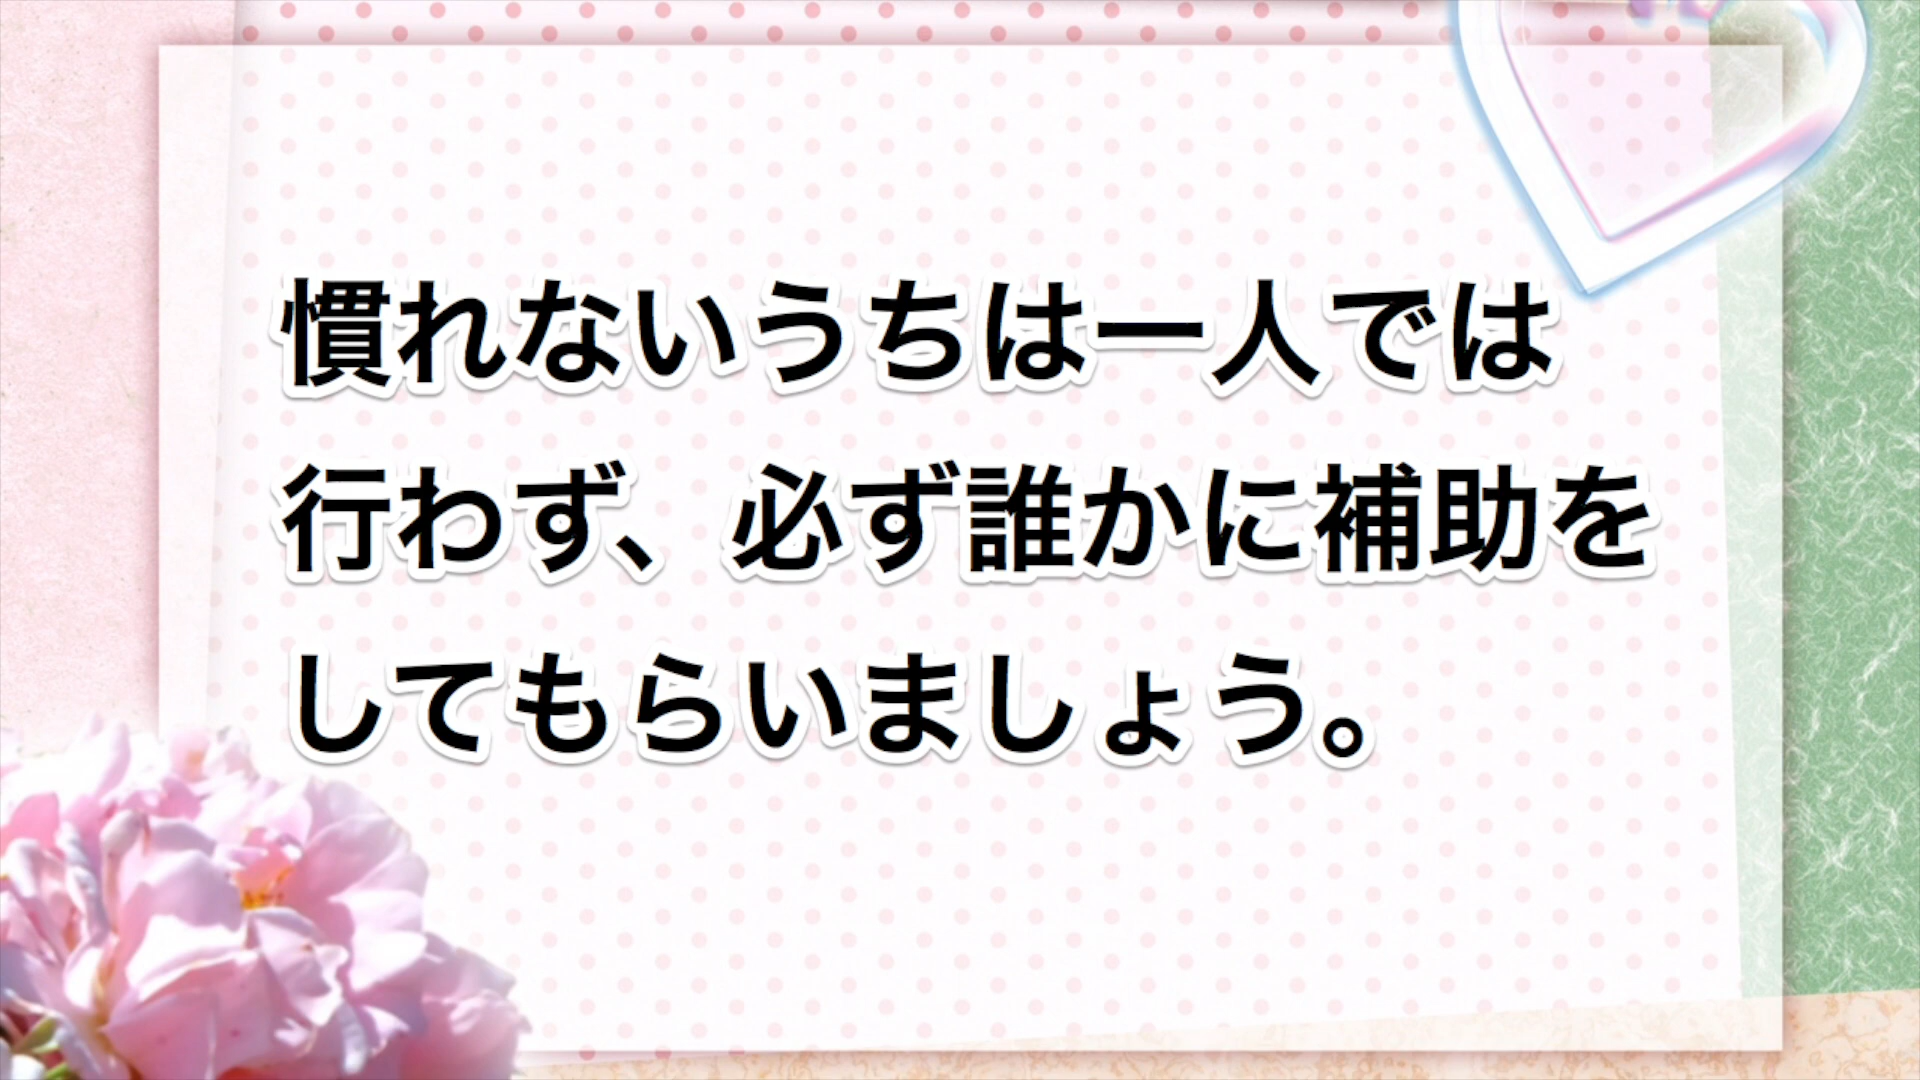 慣れないうちは一人では
行わず、必ず誰かに補助を
してもらいましょう。